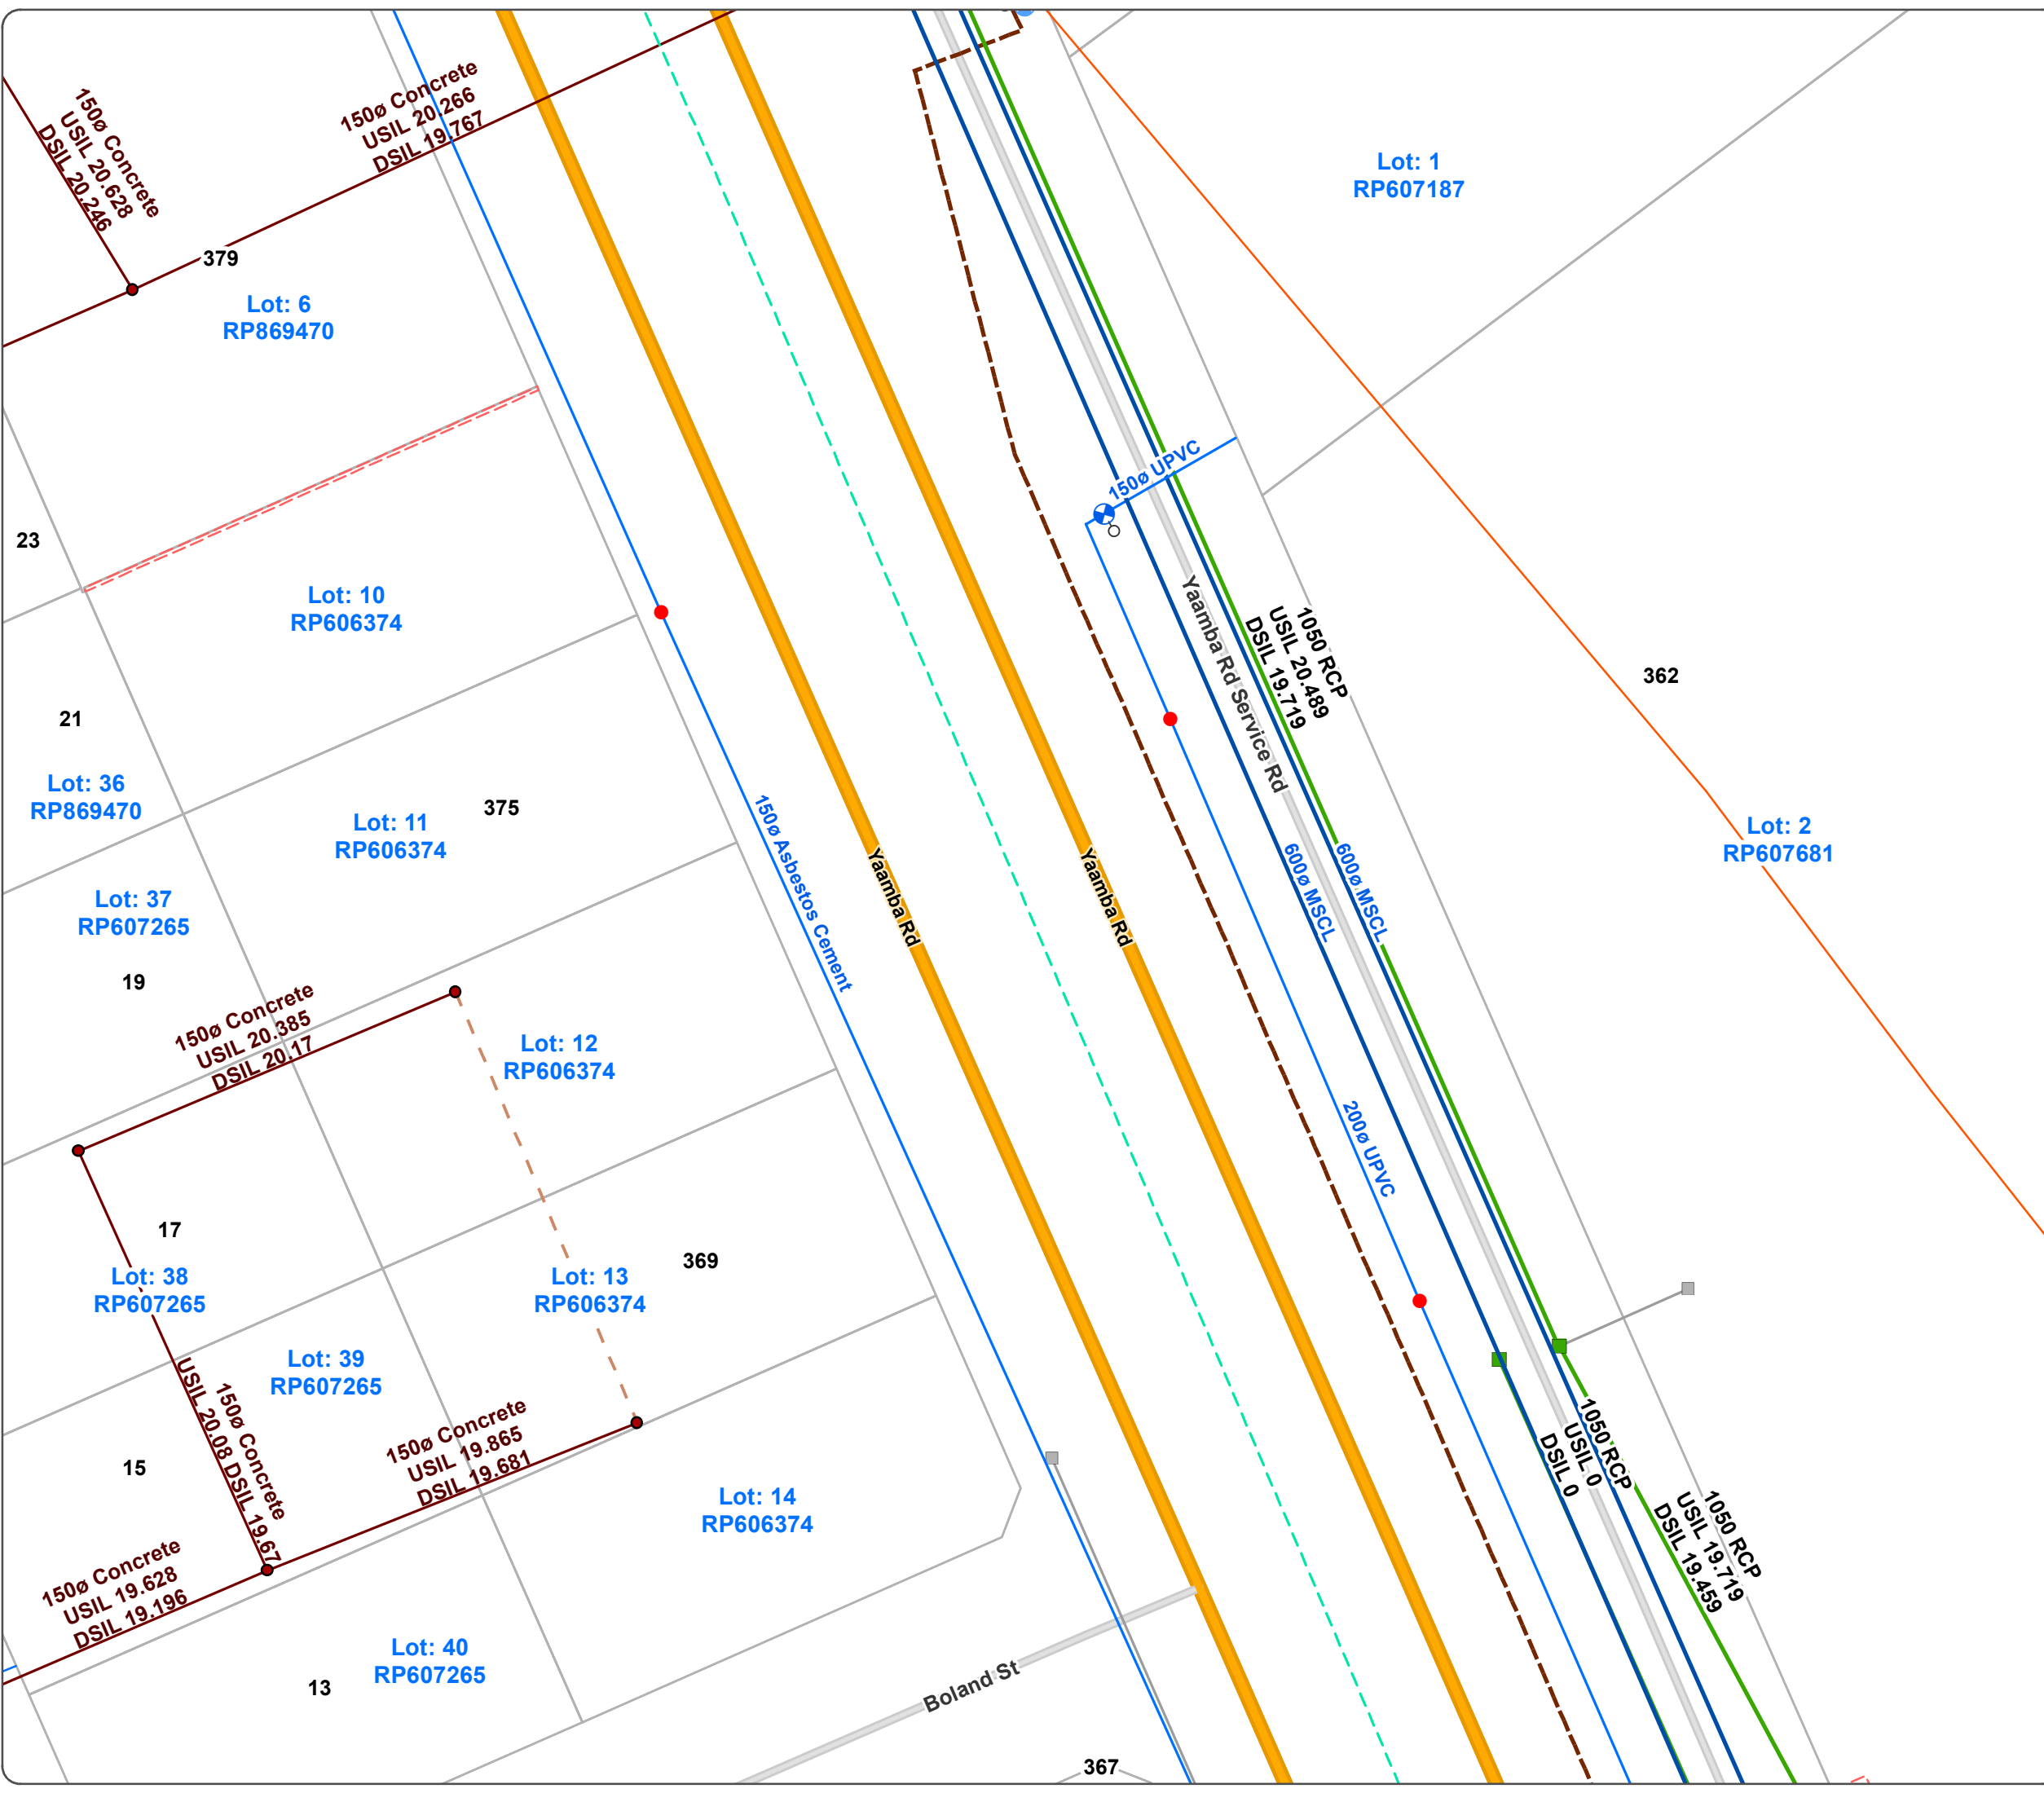 150ø Concrete
USIL 20.628
DSIL 20.246
150ø Concrete
USIL 20.266
DSIL 19.767
379
Lot: 6
RP869470
Lot: 1
RP607187
150ø UPVC
23
Lot: 10
RP606374
Yaamba Rd Service Rd
1050 RCP
USIL 20.489
DSIL 19.719
362
21
Lot: 36
RP869470
Lot: 11
RP606374
375
150ø Asbestos Cement
Yaamba Rd
Yaamba Rd
600ø MSCL
600ø MSCL
Lot: 2
RP607681
Lot: 37
RP607265
19
150ø Concrete
USIL 20.385
DSIL 20.17
Lot: 12
RP606374
200ø UPVC
17
Lot: 38
RP607265
369
Lot: 13
RP606374
Lot: 39
RP607265
150ø Concrete
USIL 20.08 DSIL 19.67
150ø Concrete
USIL 19.865
DSIL 19.681
15
Lot: 14
RP606374
1050 RCP
USIL 0
DSIL 0
1050 RCP
USIL 19.719
DSIL 19.459
150ø Concrete
USIL 19.628
DSIL 19.196
Lot: 40
RP607265
13
Boland St
367